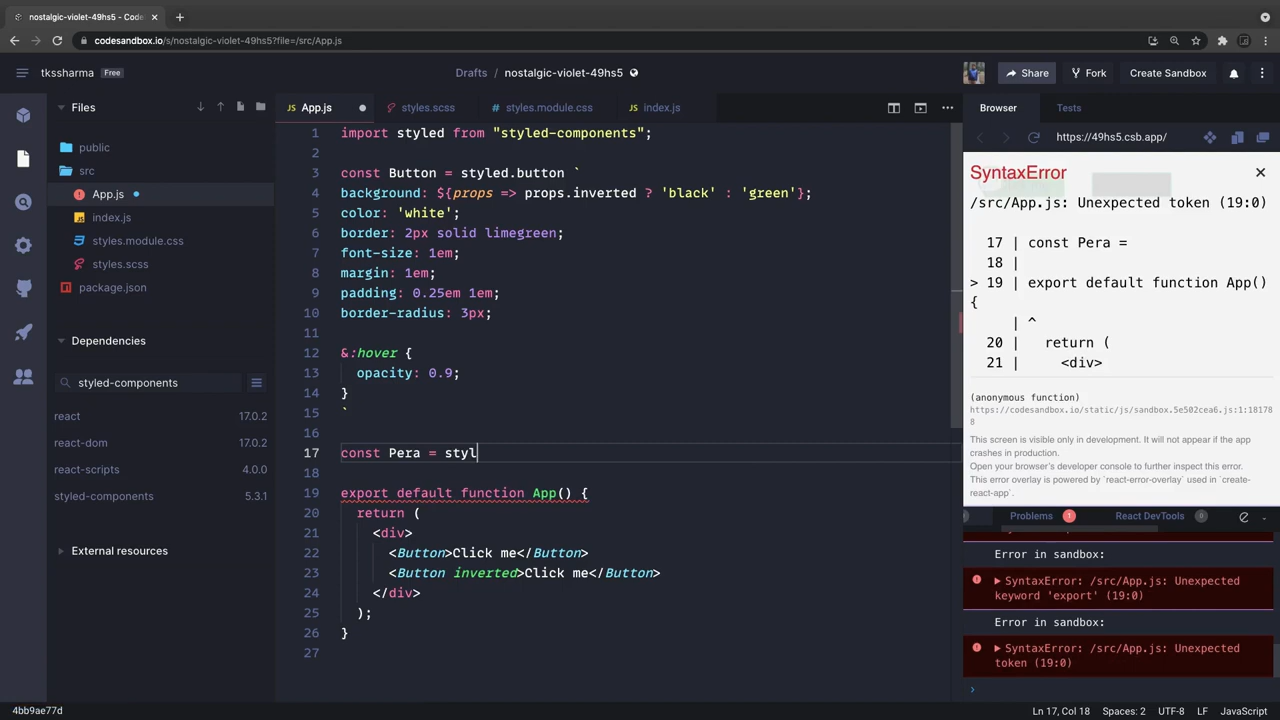 nostalgic-violet-49hs5 - Code
codesandbox.io/s/nostalgic-violet-49hs5?file=/src/App.js
tkssharma Free
Drafts / nostalgic-violet-49hs5
Share
Fork
Create Sandbox
Files
public
src
App.js
index.js
styles.module.css
styles.scss
package.json
Dependencies
styled-components
react 17.0.2
react-dom 17.0.2
react-scripts 4.0.0
styled-components 5.3.1
External resources
App.js
styles.scss
styles.module.css
index.js
1 import styled from "styled-components";
2
3 const Button = styled.button `
4 background: ${props => props.inverted ? 'black' : 'green'};
5 color: 'white';
6 border: 2px solid limegreen;
7 font-size: 1em;
8 margin: 1em;
9 padding: 0.25em 1em;
10 border-radius: 3px;
11
12 &:hover {
13 opacity: 0.9;
14 }
15 `
16
17 const Pera = styl
18
19 export default function App() {
20 return (
21 <div>
22 <Button>Click me</Button>
23 <Button inverted>Click me</Button>
24 </div>
25 );
26 }
27
Browser
Tests
https://49hs5.csb.app/
SyntaxError
/src/App.js: Unexpected token (19:0)
17 | const Pera =
18 |
> 19 | export default function App()
{
| ^
20 | return (
21 | <div>
(anonymous function)
https://codesandbox.io/static/js/sandbox.5e502cea6.js:1:18178
8
This screen is visible only in development. It will not appear if the app
crashes in production.
Open your browser's developer console to further inspect this error.
This error overlay is powered by `react-error-overlay` used in `create-
react-app`.
Problems 1
React DevTools 0
Error in sandbox:
SyntaxError: /src/App.js: Unexpected
keyword 'export' (19:0)
Error in sandbox:
SyntaxError: /src/App.js: Unexpected
token (19:0)
4bb9ae77d
Ln 17, Col 18
Spaces: 2
UTF-8
LF
JavaScript